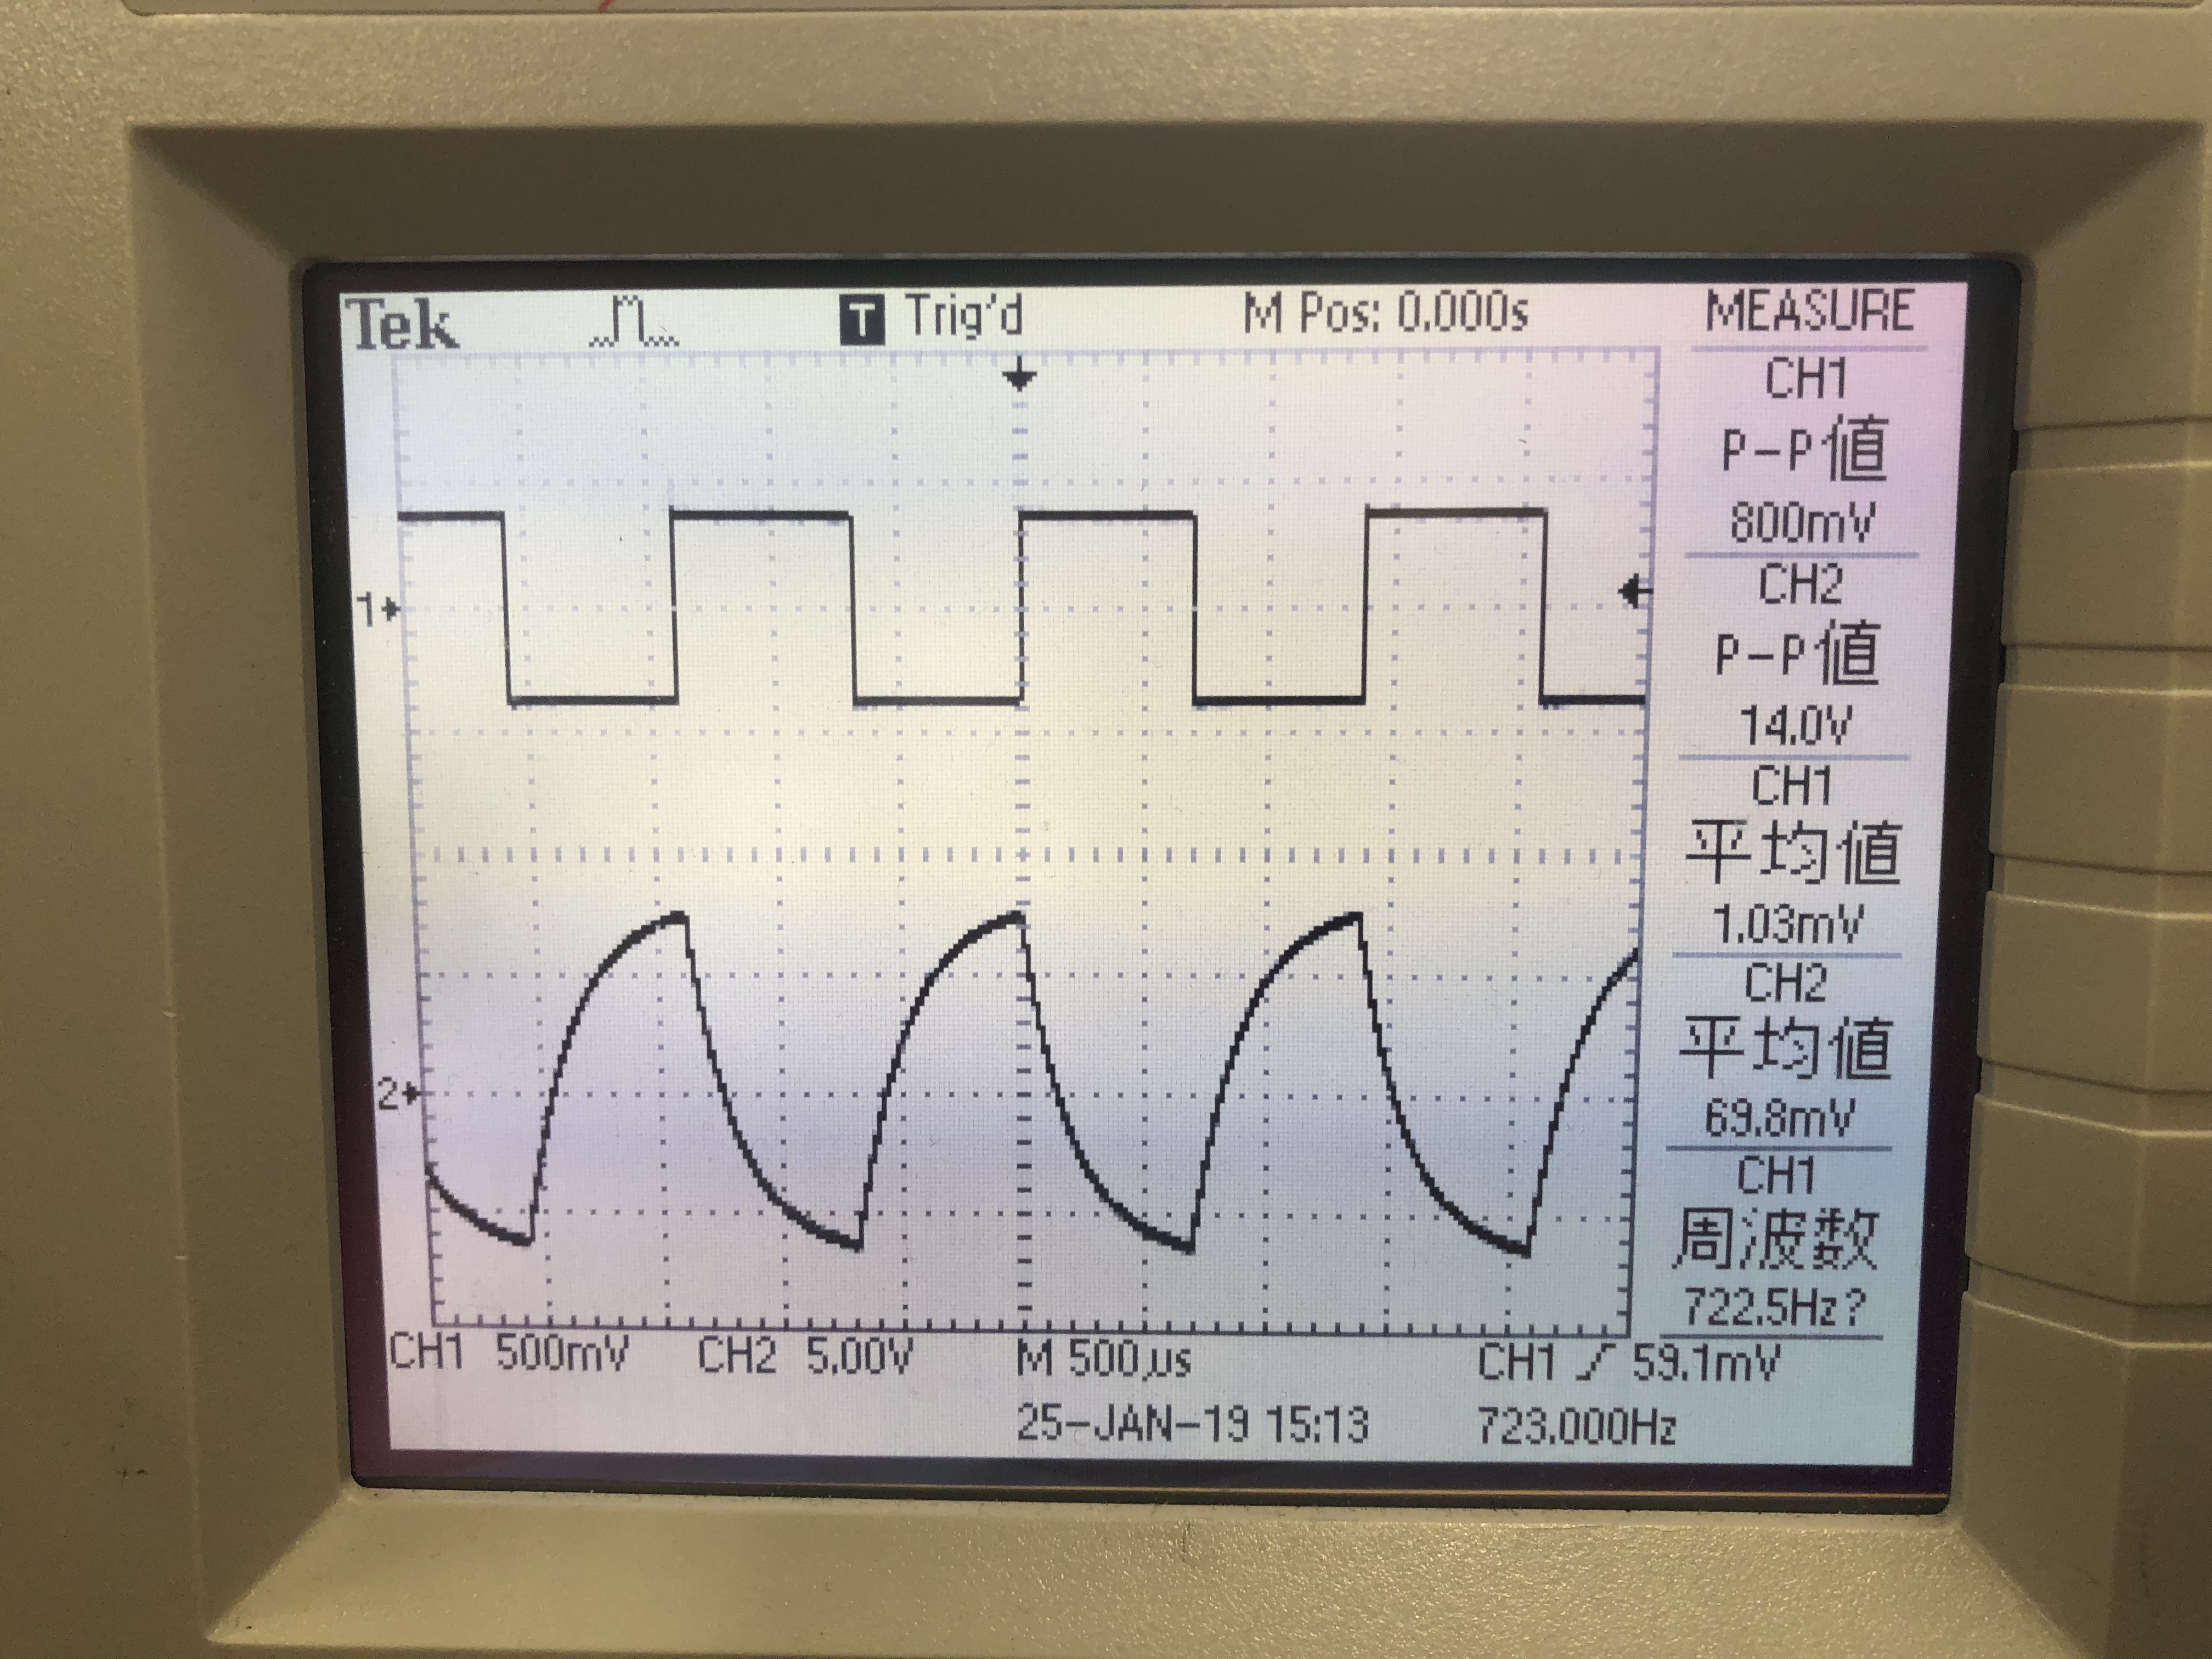 Tek T Trig'd M Pos: 0.000s MEASURE
CH1
P-P値
800mV
CH2
P-P値
14.0V
CH1
平均値
1.03mV
CH2
平均値
69.8mV
CH1
周波数
722.5Hz?
1
2
CH1 500mV CH2 5.00V M 500µs CH1 59.1mV
25-JAN-19 15:13 723.000Hz